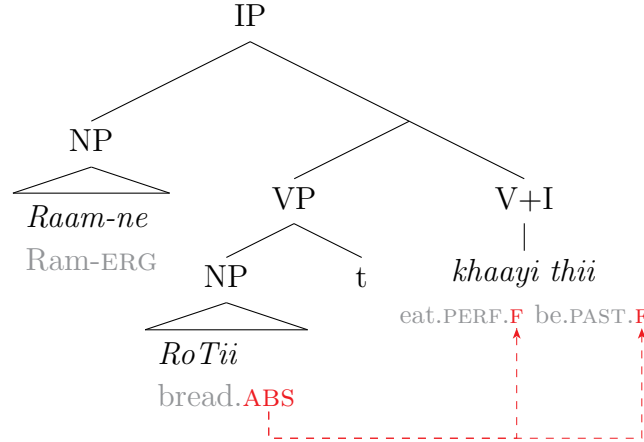 IP
NP
Raam-ne
Ram-ERG
VP
V+I
NP
t
khaayi thii
eat.PERF.F be.PAST.F
RoTii
bread.ABS